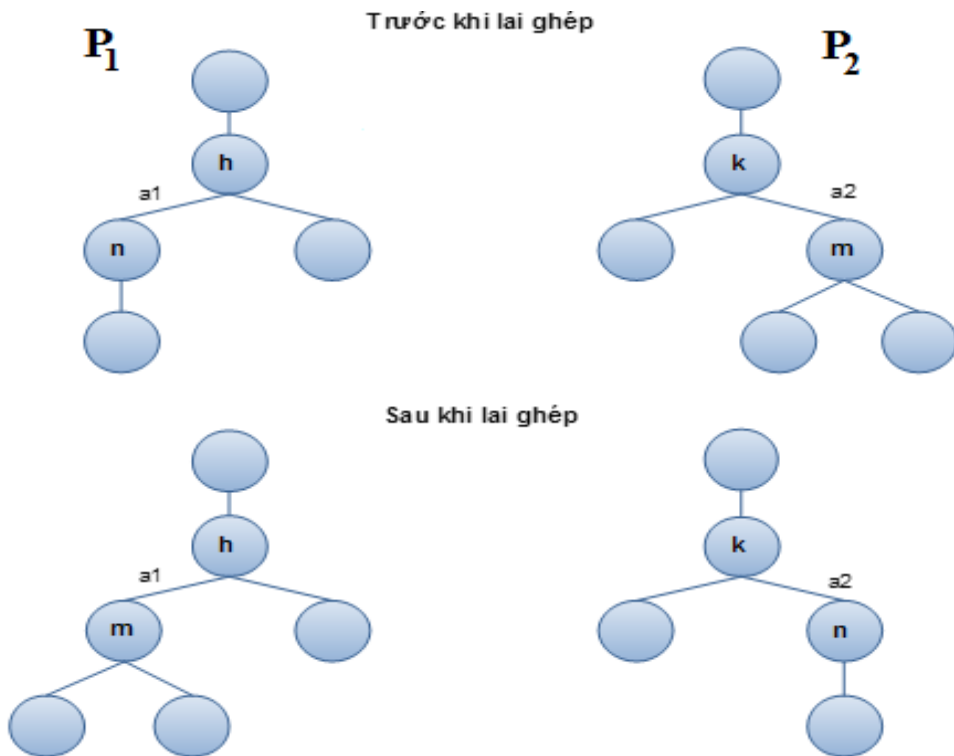 Trước khi lai ghép
P1
P2
h
k
a1
a2
n
m
Sau khi lai ghép
h
k
a1
a2
m
n